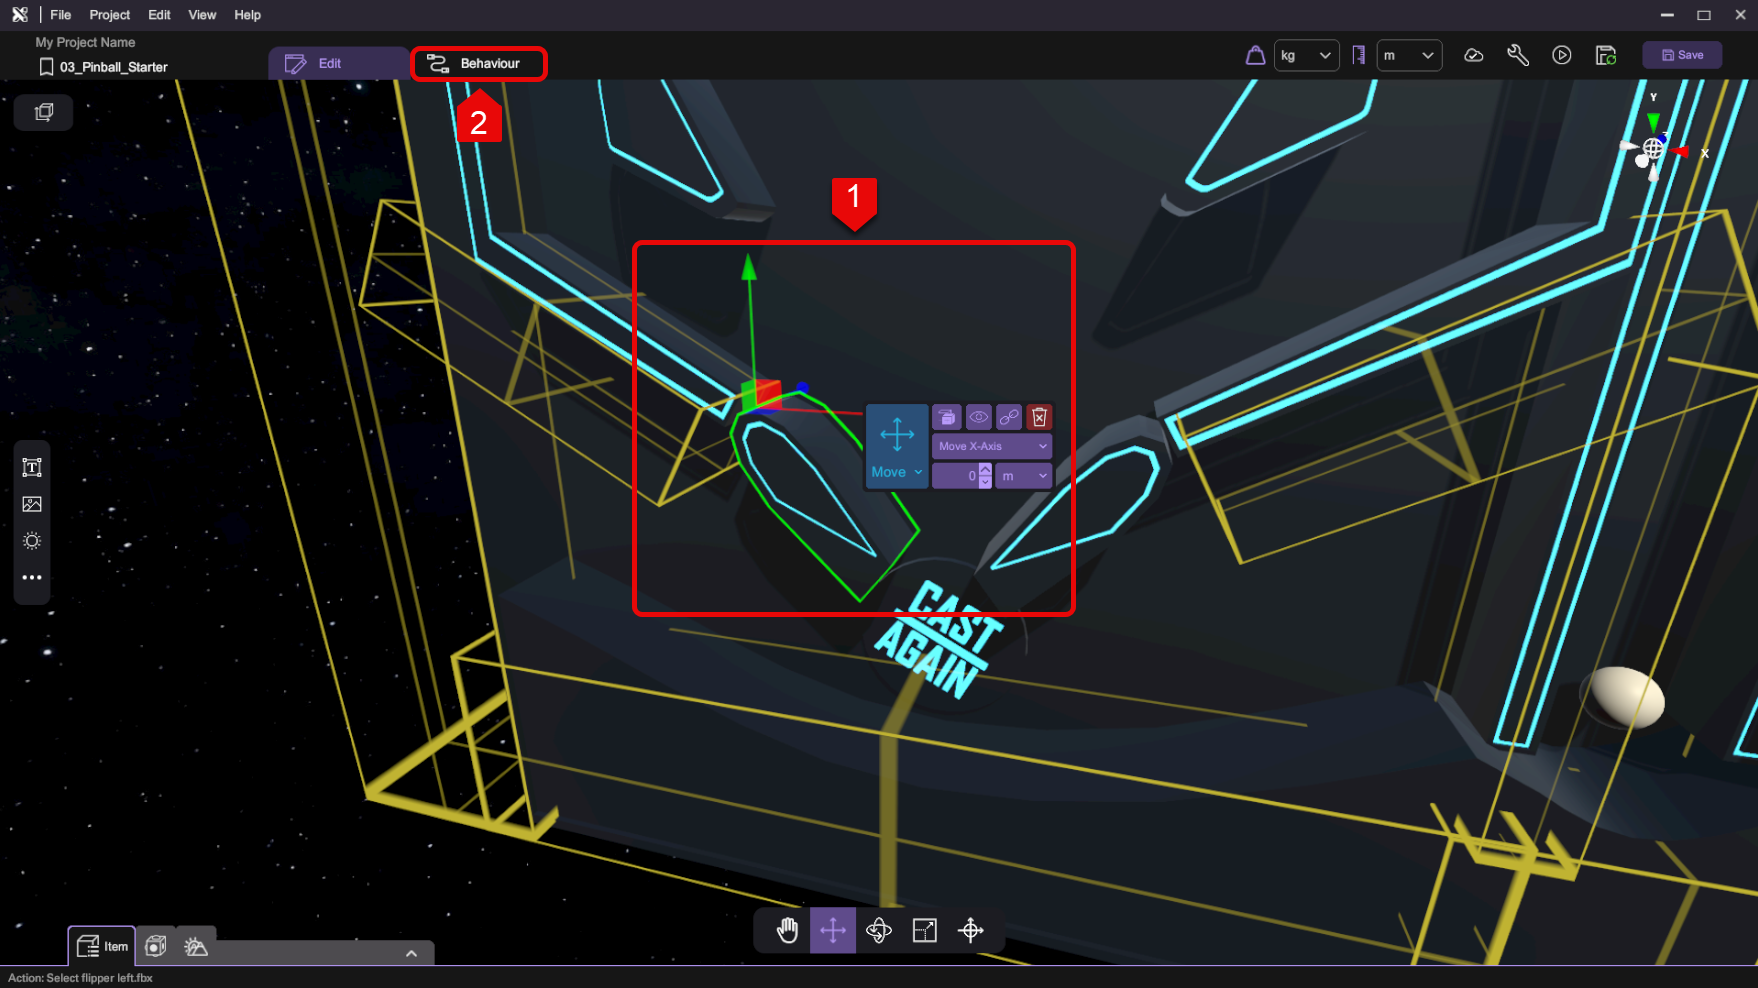 File Project Edit View Help
My Project Name
03_Pinball_Starter
Edit
Behaviour
kg
m
Save
2
1
Y
X
Move X-Axis
Move
0
m
CAST
AGAIN
Item
Action: Select flipper left.fbx